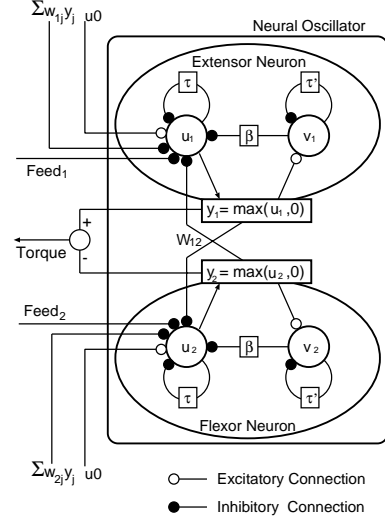 Σw1jyj u0
Neural Oscillator
Extensor Neuron
τ τ'
u1 β v1
Feed1
y1= max(u1,0)
+
W12
Torque
-
y2= max(u2,0)
Feed2
u2 β v2
τ τ'
Flexor Neuron
Σw2jyj u0
Excitatory Connection
Inhibitory Connection